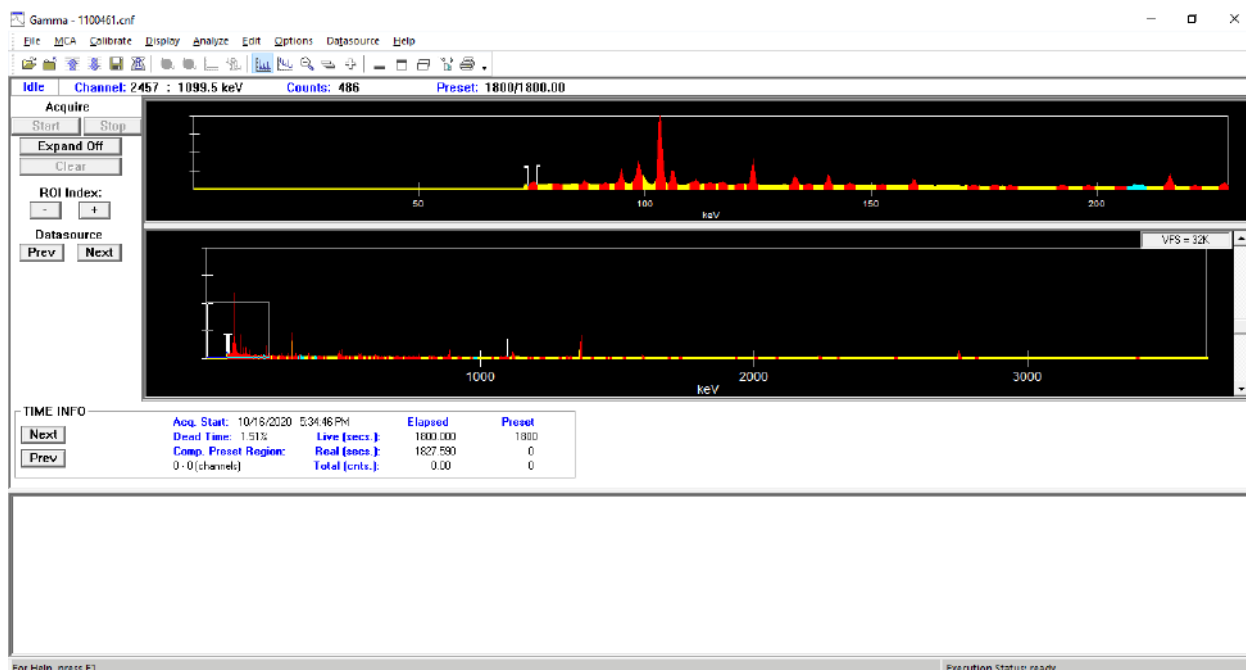 Gamma - 1100461.cnf
File MCA Calibrate Display Analyze Edit Options Datasource Help
Idle Channel: 2457 : 1099.5 keV Counts: 486 Preset: 1800/1800.00
Acquire
Start Stop
Expand Off
Clear
ROI Index:
- +
Datasource
Prev Next
50 100 150 200
keV
VFS = 32K
1000 2000 3000
keV
TIME INFO
Next
Prev
Acq. Start: 10/16/2020 5:34:46 PM Elapsed Preset
Dead Time: 1.51% Live (secs.): 1800.000 1800
Comp. Preset Region: Real (secs.): 1827.590 0
0 - 0 (channels) Total (cnts.): 0.00 0
For Help, press F1 Execution Status: ready